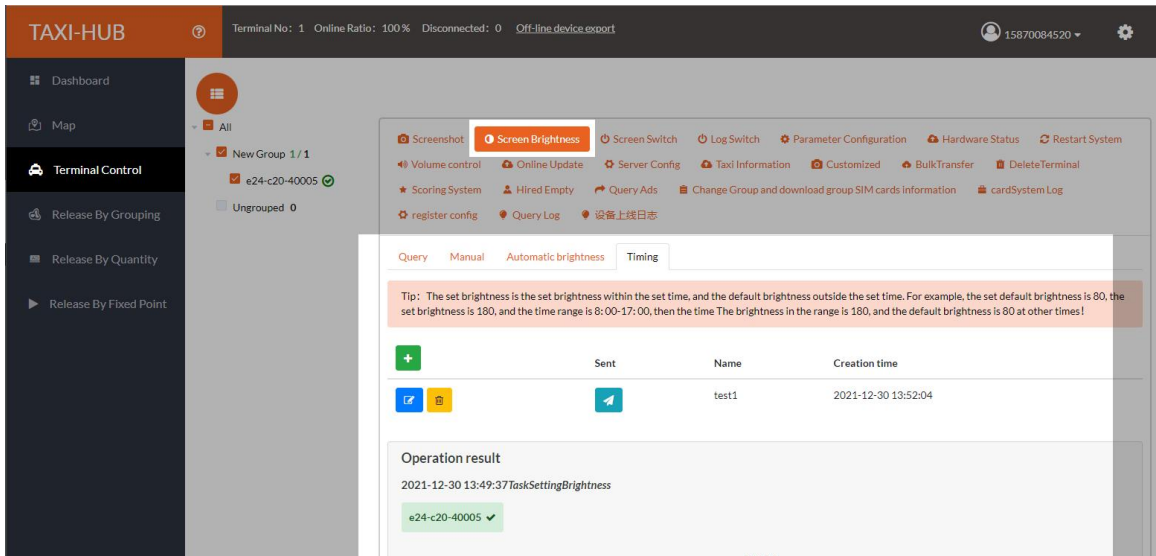 TAXI-HUB
Terminal No: 1 Online Ratio: 100% Disconnected: 0 Off-line device export
15870084520
Dashboard
Map
Terminal Control
Release By Grouping
Release By Quantity
Release By Fixed Point
All
New Group 1/1
e24-c20-40005
Ungrouped 0
Screenshot Screen Brightness Screen Switch Log Switch Parameter Configuration Hardware Status Restart System
Volume control Online Update Server Config Taxi Information Customized BulkTransfer DeleteTerminal
Scoring System Hired Empty Query Ads Change Group and download group SIM cards information cardSystem Log
register config Query Log 设备上线日志
Query Manual Automatic brightness Timing
Tip: The set brightness is the set brightness within the set time, and the default brightness outside the set time. For example, the set default brightness is 80, the
set brightness is 180, and the time range is 8:00-17:00, then the time The brightness in the range is 180, and the default brightness is 80 at other times!
Sent Name Creation time
test1 2021-12-30 13:52:04
Operation result
2021-12-30 13:49:37TaskSettingBrightness
e24-c20-40005